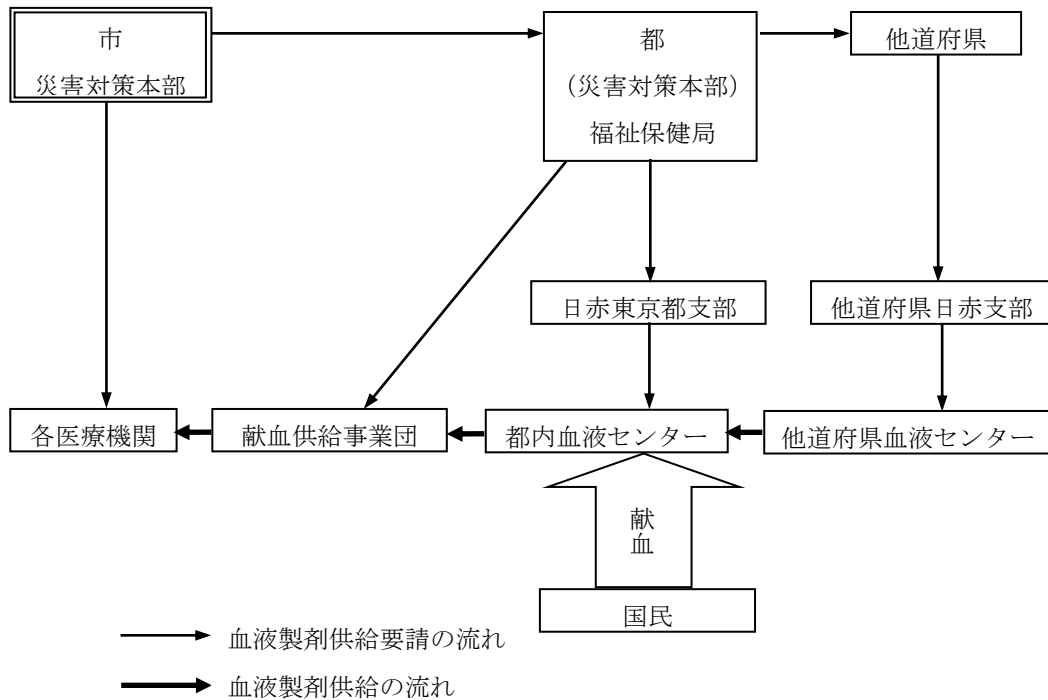 市
災害対策本部
都
(災害対策本部)
福祉保健局
他道府県
日赤東京都支部
他道府県日赤支部
各医療機関
献血供給事業団
都内血液センター
他道府県血液センター
献血
国民
血液製剤供給要請の流れ
血液製剤供給の流れ